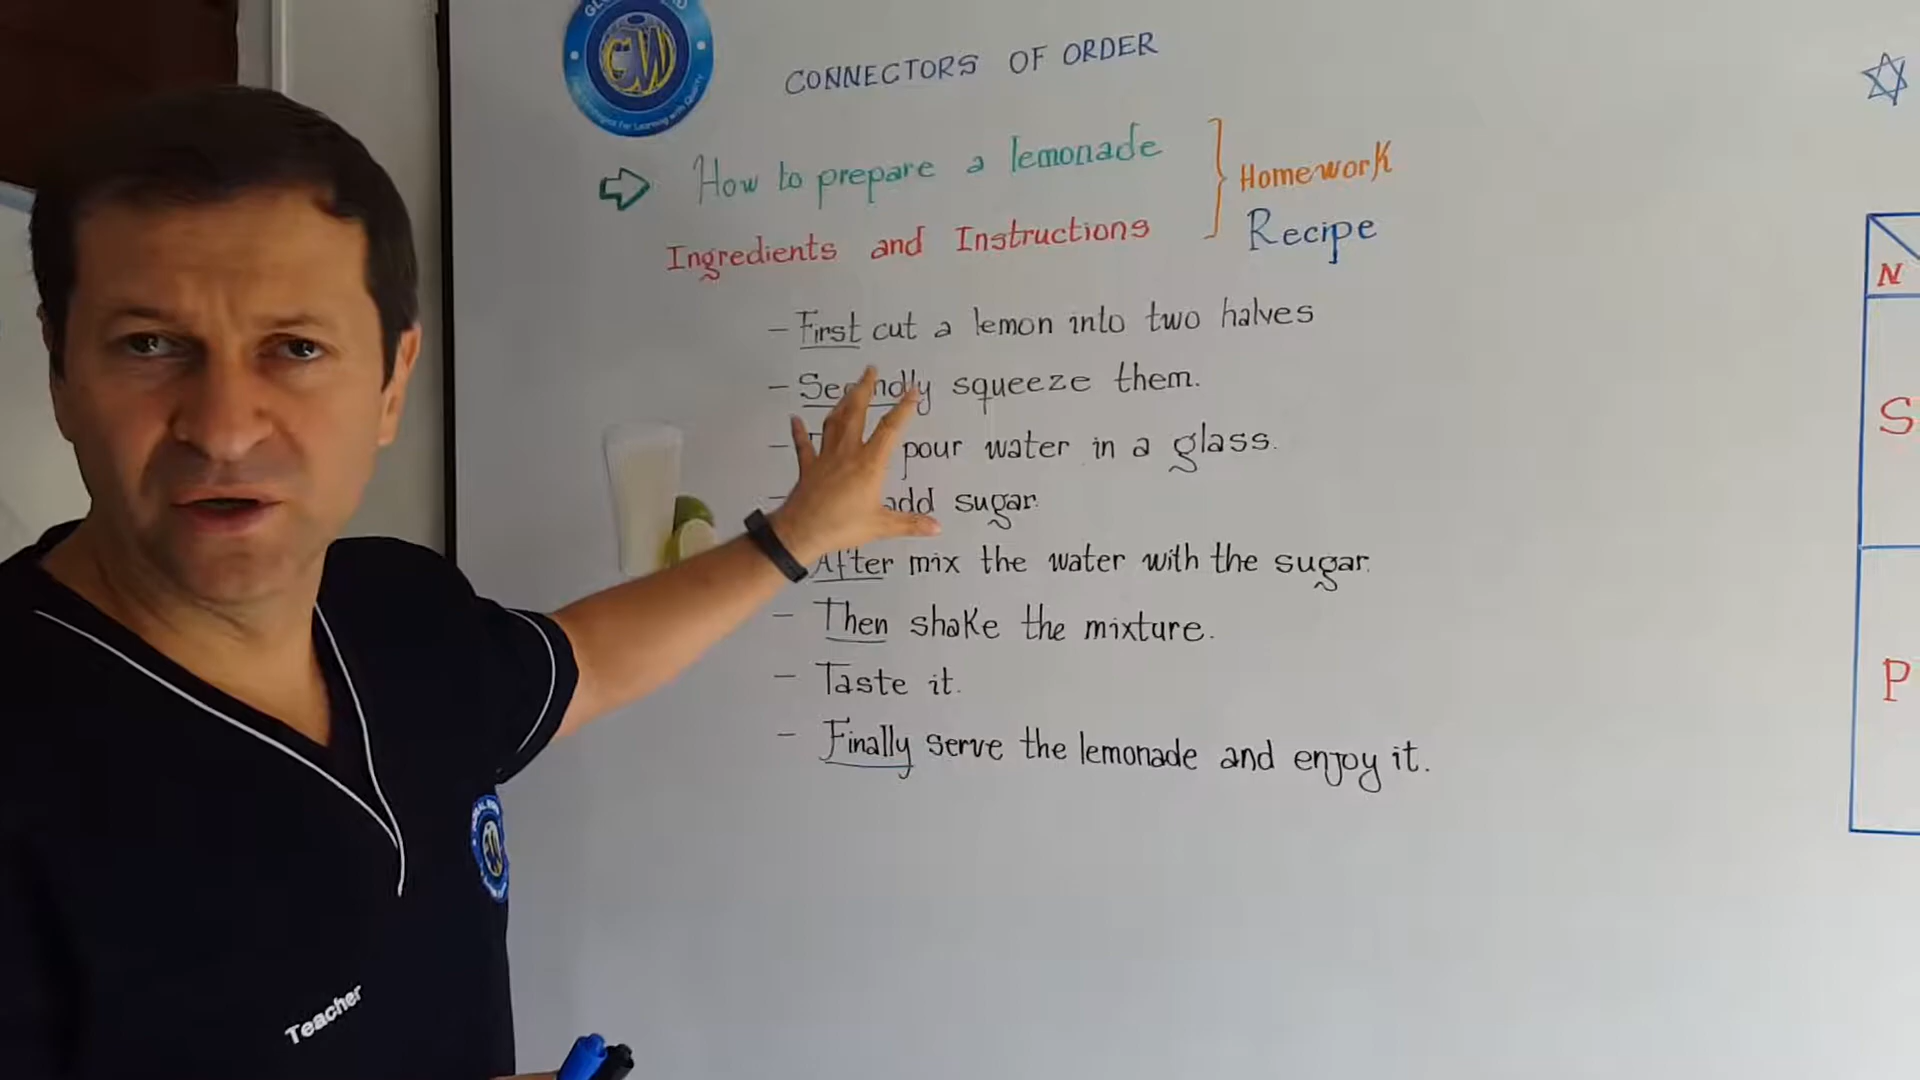 GW
CONNECTORS OF ORDER
How to prepare a lemonade
Homework
Ingredients and Instructions
Recipe
- First cut a lemon into two halves
- Secondly squeeze them.
- pour water in a glass.
- add sugar.
After mix the water with the sugar.
- Then shake the mixture.
- Taste it.
- Finally serve the lemonade and enjoy it.
N
S
P
Teacher